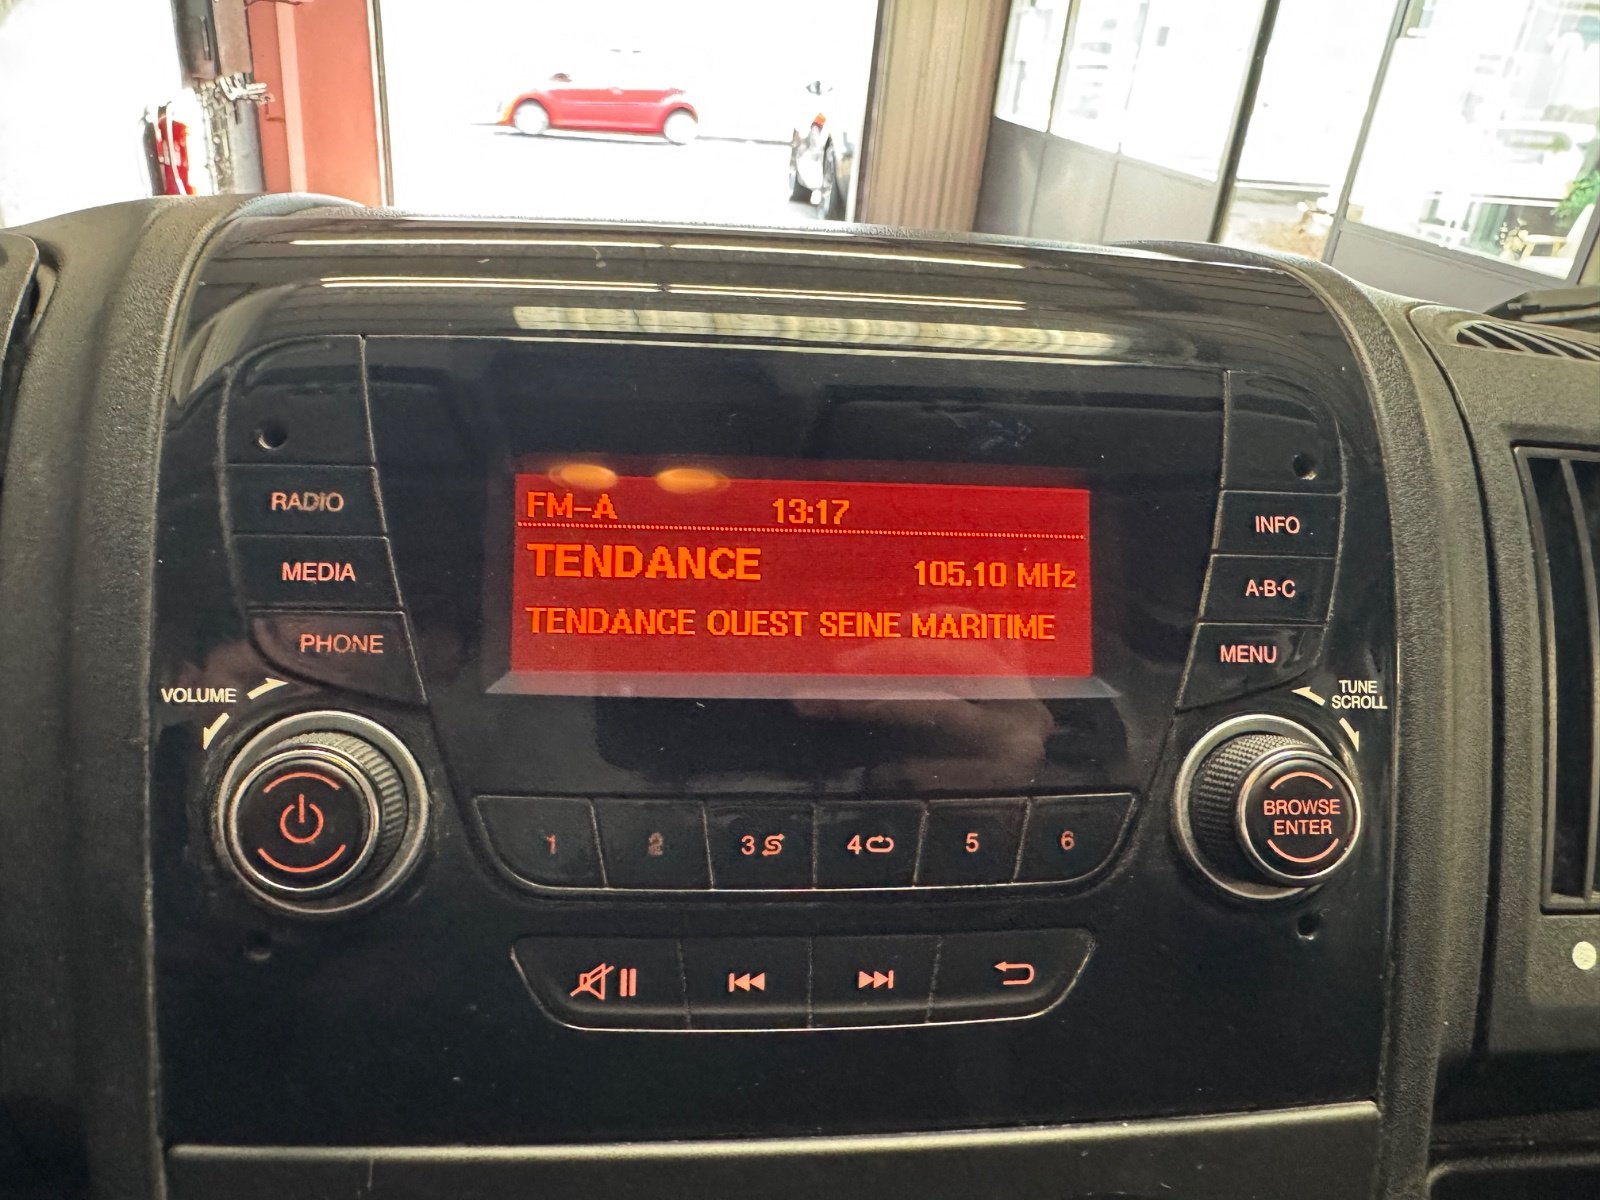 FM-A 13:17
TENDANCE 105.10 MHz
TENDANCE OUEST SEINE MARITIME
RADIO
MEDIA
PHONE
VOLUME
INFO
A·B·C
MENU
TUNE
SCROLL
BROWSE
ENTER
1 2 3 4 5 6